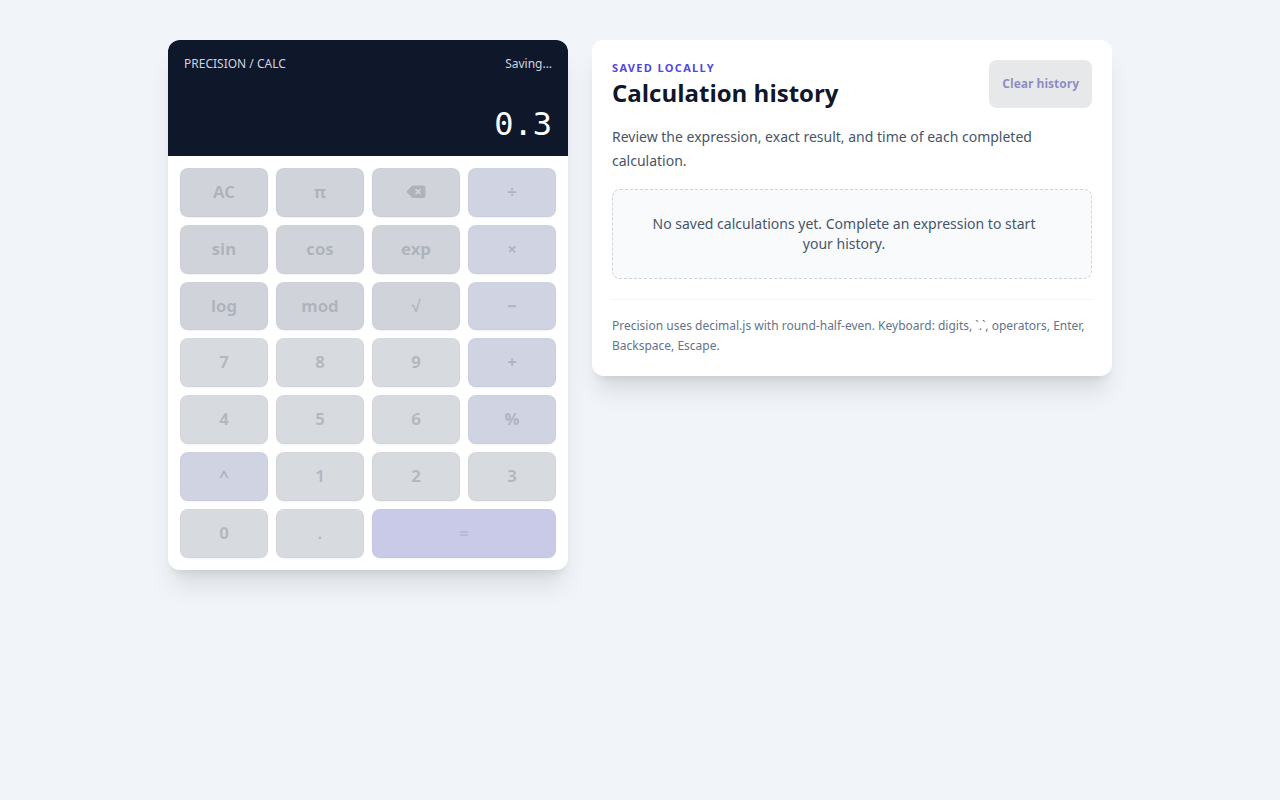 PRECISION / CALC
Saving...
0.3
AC π ÷
sin cos exp ×
log mod √ −
7 8 9 +
4 5 6 %
^ 1 2 3
0 . =
SAVED LOCALLY
Calculation history
Clear history
Review the expression, exact result, and time of each completed
calculation.
No saved calculations yet. Complete an expression to start
your history.
Precision uses decimal.js with round-half-even. Keyboard: digits, `.`, operators, Enter,
Backspace, Escape.